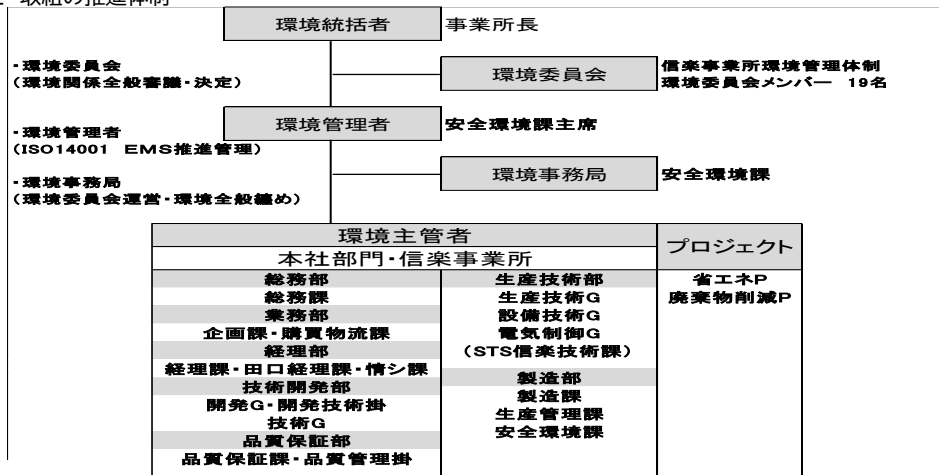 環境統括者 事業所長
・環境委員会
(環境関係全般審議・決定)
環境委員会
信楽事業所環境管理体制
環境委員会メンバー 19名
環境管理者 安全環境課主席
・環境管理者
(ISO14001 EMS推進管理)
環境事務局 安全環境課
・環境事務局
(環境委員会運営・環境全般纏め)
環境主管者
本社部門・信楽事業所
プロジェクト
総務部
総務課
業務部
企画課・購買物流課
経理部
経理課・田口経理課・情シ課
技術開発部
開発G・開発技術掛
技術G
品質保証部
品質保証課・品質管理掛
生産技術部
生産技術G
設備技術G
電気制御G
(STS信楽技術課)
製造部
製造課
生産管理課
安全環境課
省エネP
廃棄物削減P